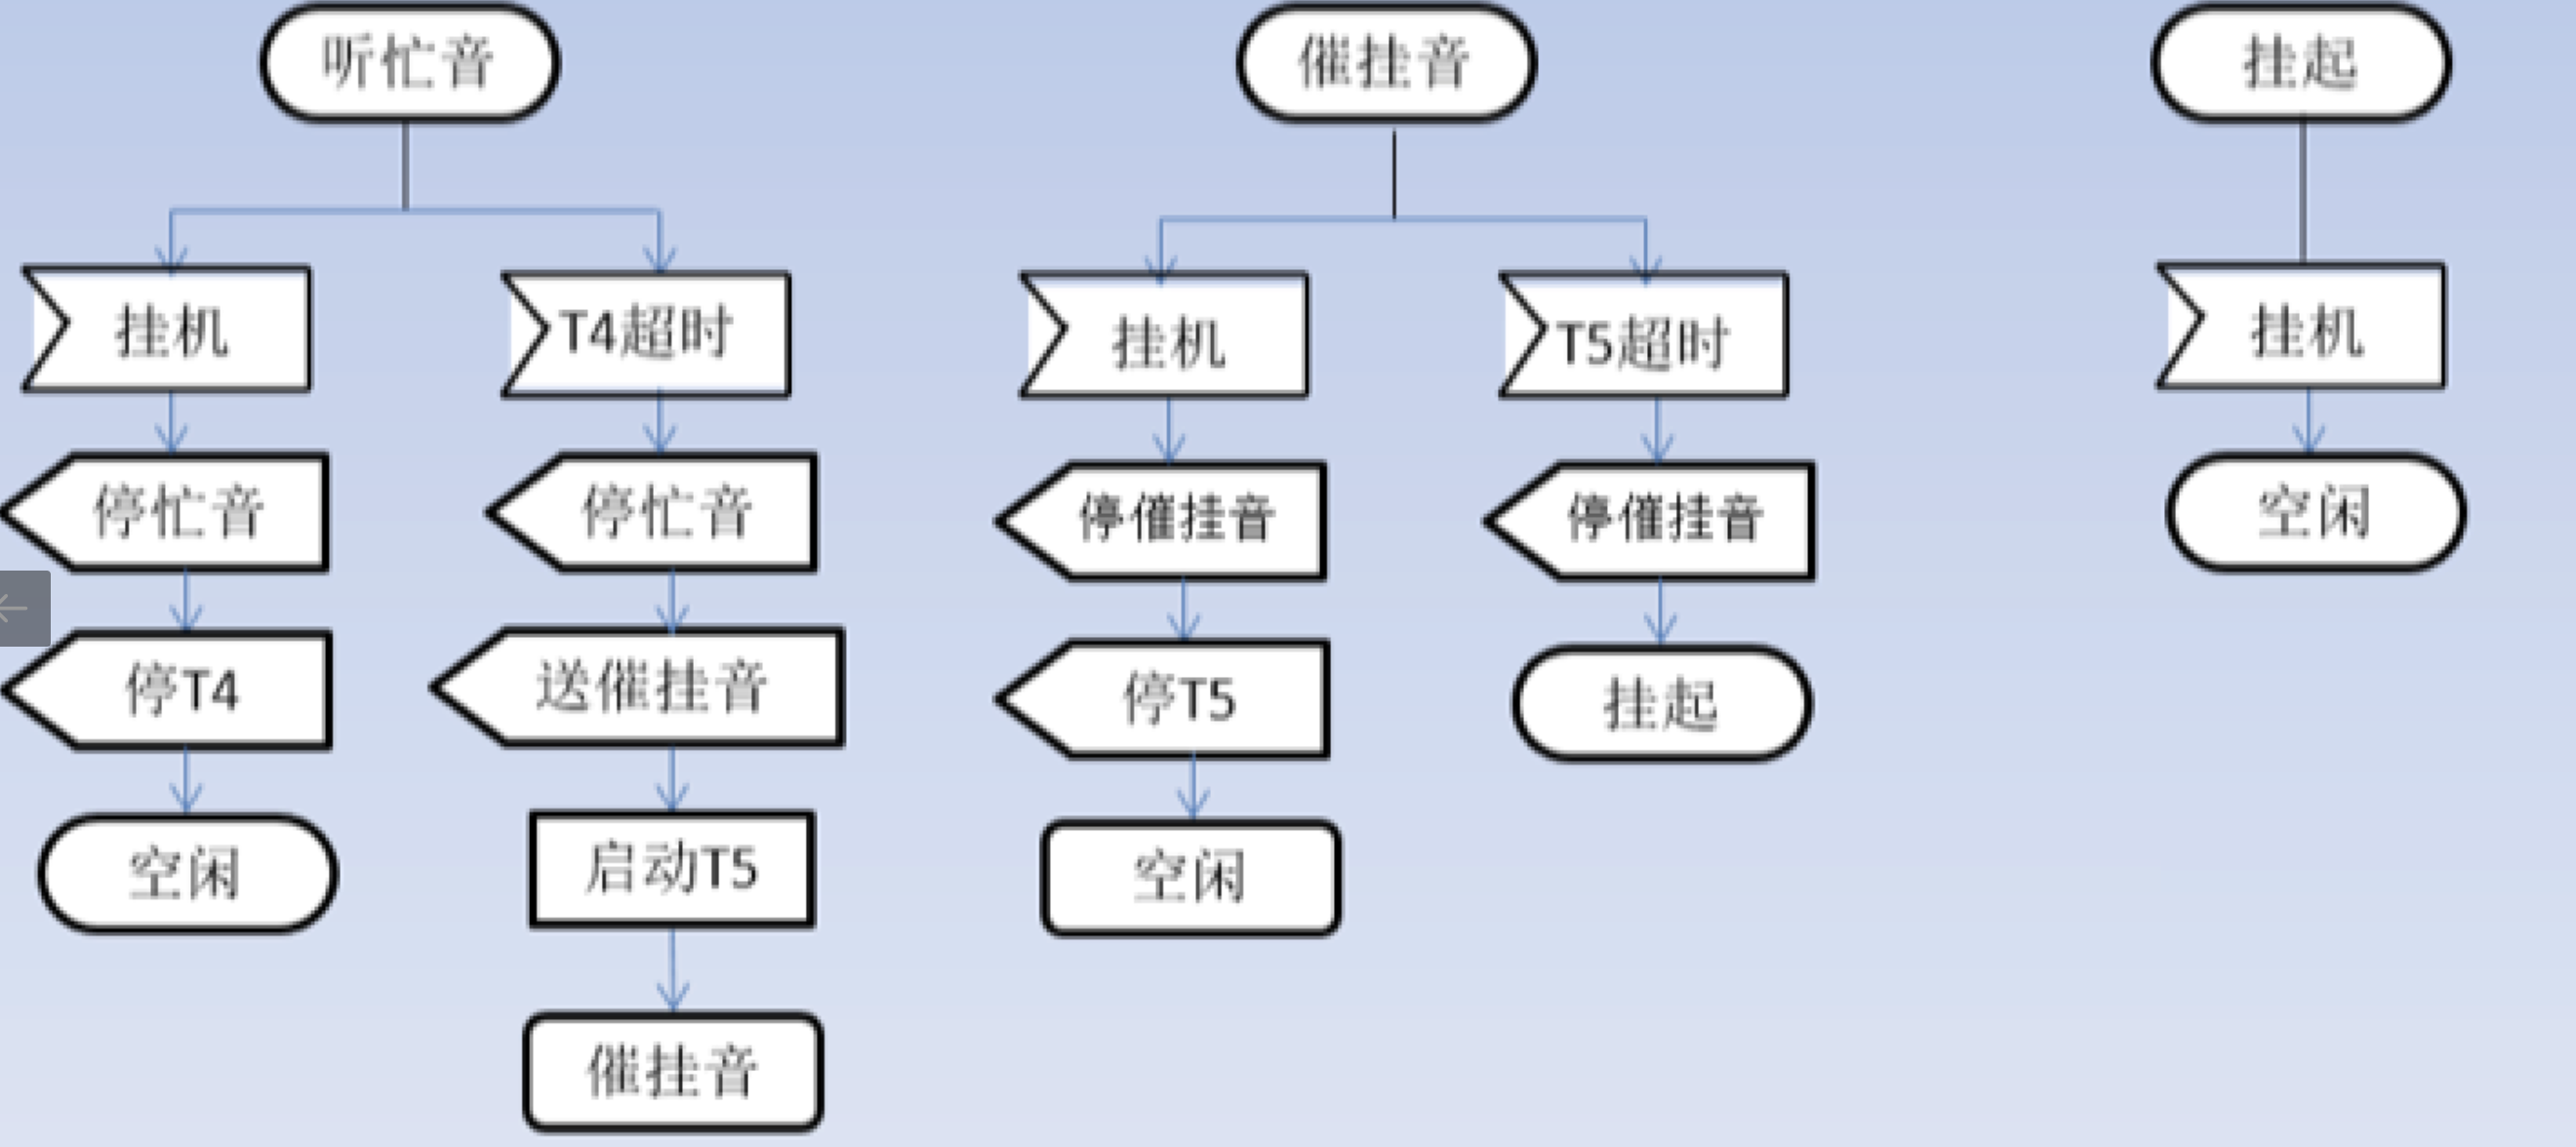 听忙音
挂机
停忙音
停T4
空闲
T4超时
停忙音
送催挂音
启动T5
催挂音
催挂音
挂机
停催挂音
停T5
空闲
T5超时
停催挂音
挂起
挂起
挂机
空闲